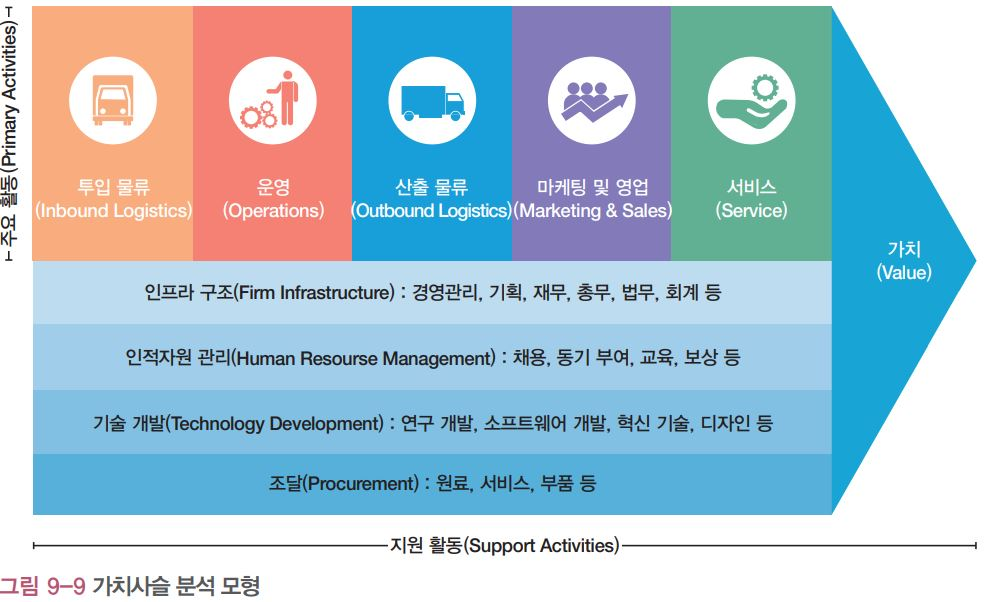 주요 활동(Primary Activities)
투입 물류
(Inbound Logistics)
운영
(Operations)
산출 물류
(Outbound Logistics)
마케팅 및 영업
(Marketing & Sales)
서비스
(Service)
가치
(Value)
인프라 구조(Firm Infrastructure) : 경영관리, 기획, 재무, 총무, 법무, 회계 등
인적자원 관리(Human Resourse Management) : 채용, 동기 부여, 교육, 보상 등
기술 개발(Technology Development) : 연구 개발, 소프트웨어 개발, 혁신 기술, 디자인 등
조달(Procurement) : 원료, 서비스, 부품 등
지원 활동(Support Activities)
그림 9-9 가치사슬 분석 모형